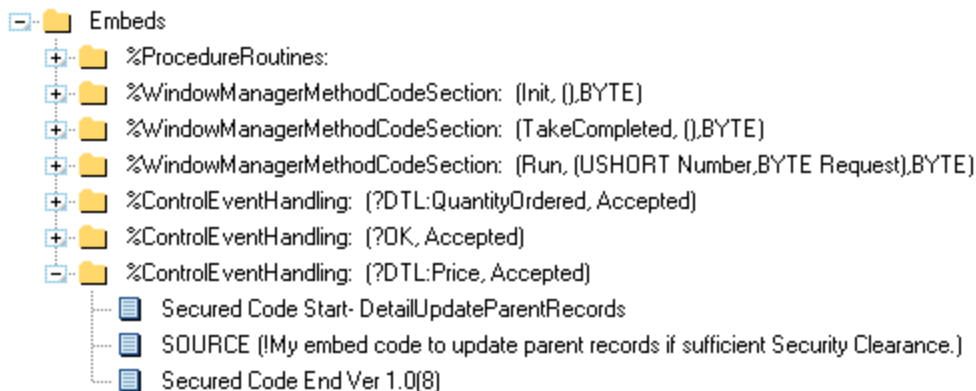 Embeds
%ProcedureRoutines:
%WindowManagerMethodCodeSection: (Init, (),BYTE)
%WindowManagerMethodCodeSection: (TakeCompleted, (),BYTE)
%WindowManagerMethodCodeSection: (Run, (USHORT Number,BYTE Request),BYTE)
%ControlEventHandling: (?DTL:QuantityOrdered, Accepted)
%ControlEventHandling: (?OK, Accepted)
%ControlEventHandling: (?DTL:Price, Accepted)
Secured Code Start- DetailUpdateParentRecords
SOURCE (!My embed code to update parent records if sufficient Security Clearance.)
Secured Code End Ver 1.0(8)